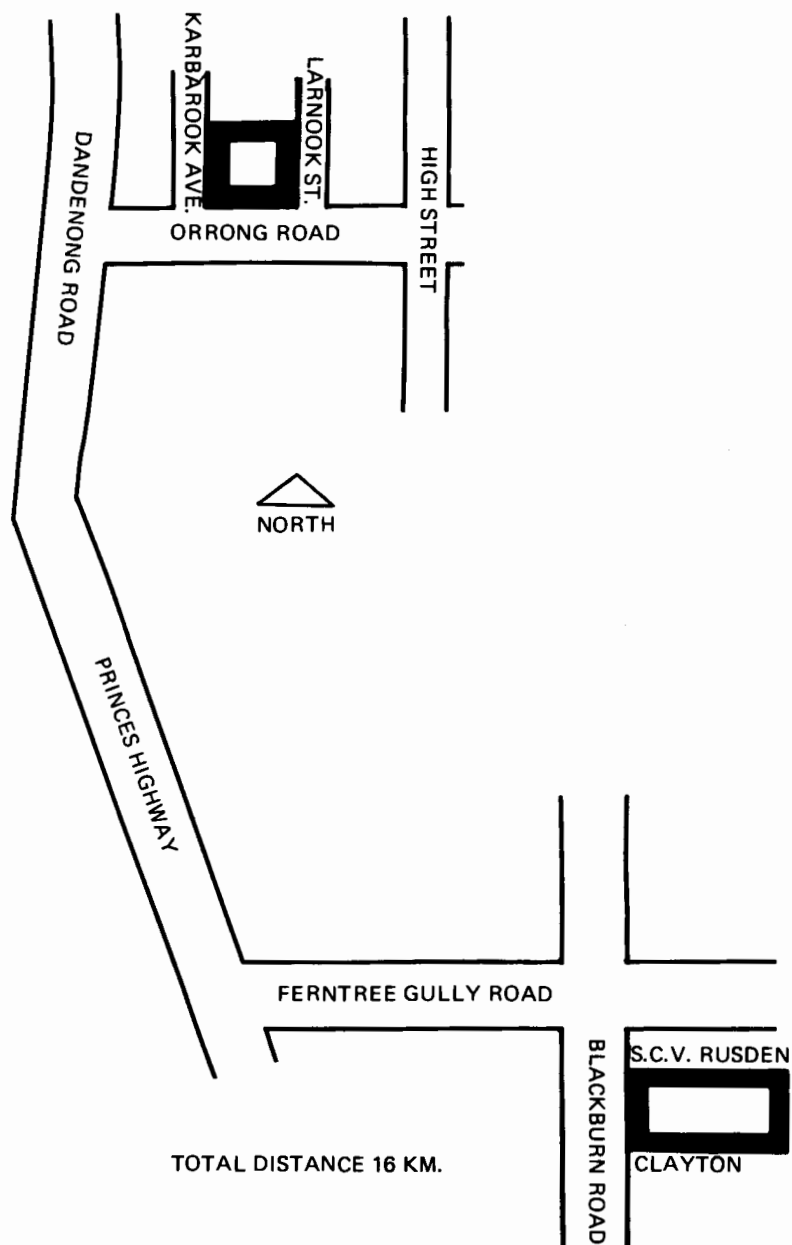 KARBAROOK AVE.
LARNOOK ST.
DANDENONG ROAD
HIGH STREET
ORRONG ROAD
NORTH
PRINCES HIGHWAY
FERNTREE GULLY ROAD
BLACKBURN ROAD
S.C.V. RUSDEN
CLAYTON
TOTAL DISTANCE 16 KM.